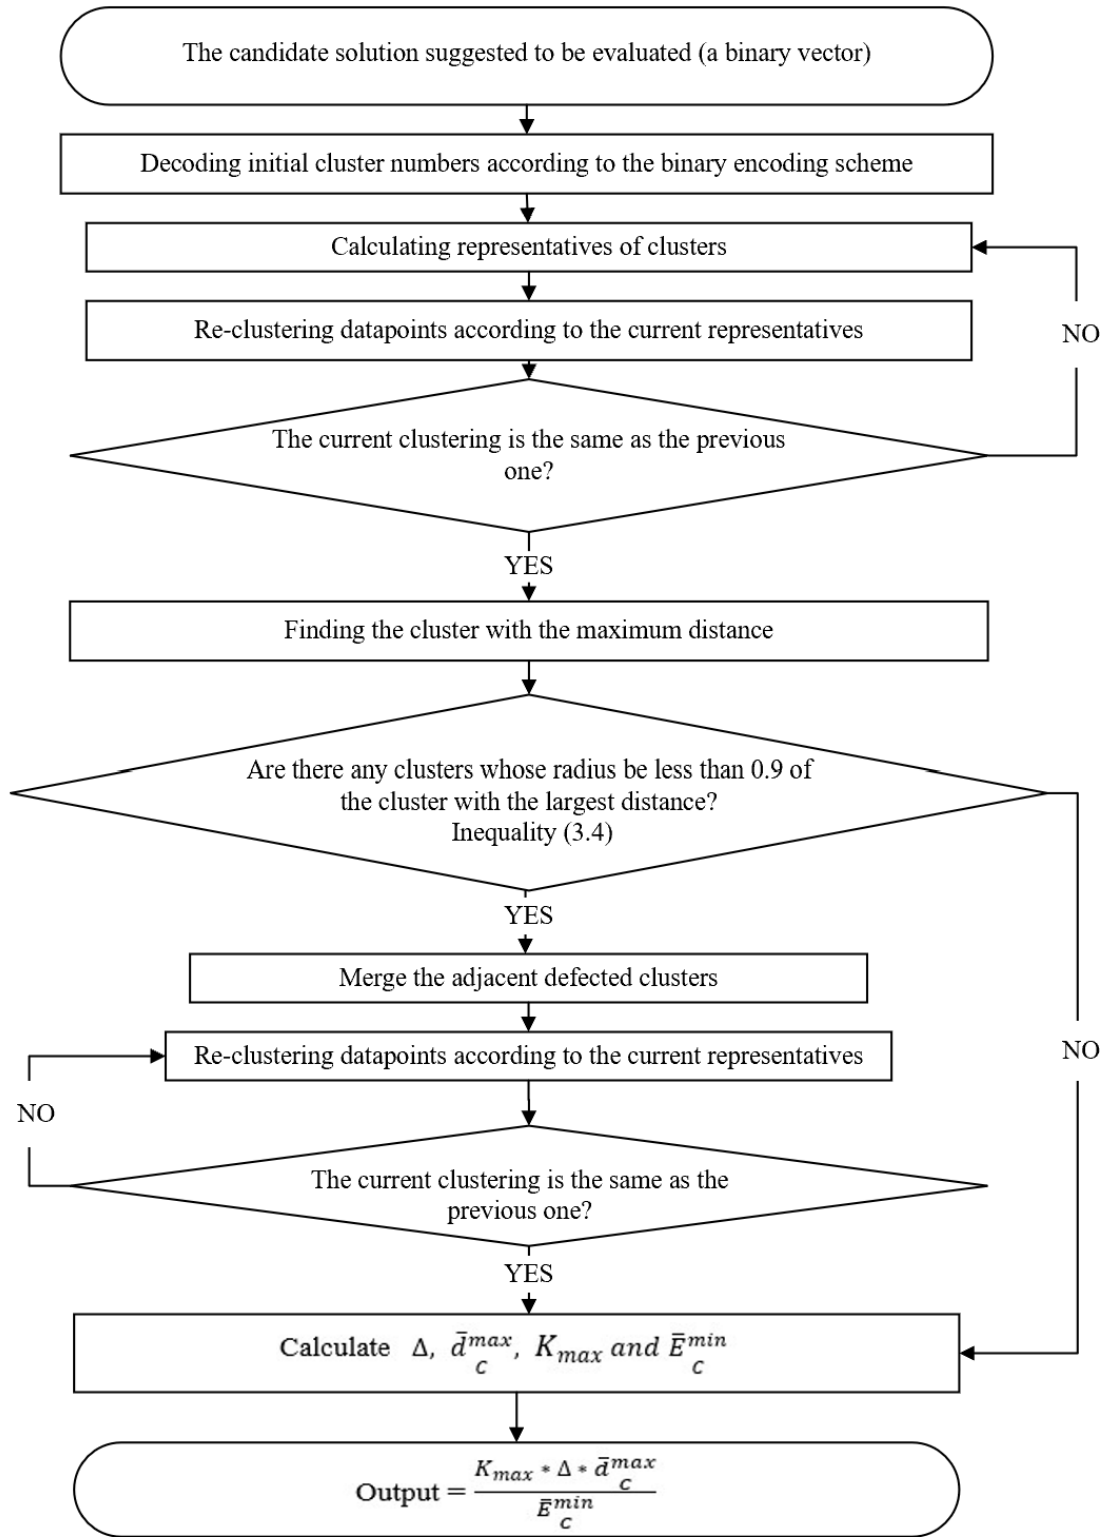 The candidate solution suggested to be evaluated (a binary vector)
Decoding initial cluster numbers according to the binary encoding scheme
Calculating representatives of clusters
Re-clustering datapoints according to the current representatives
NO
The current clustering is the same as the previous
one?
YES
Finding the cluster with the maximum distance
Are there any clusters whose radius be less than 0.9 of
the cluster with the largest distance?
Inequality (3.4)
YES
Merge the adjacent defected clusters
Re-clustering datapoints according to the current representatives
NO
NO
The current clustering is the same as the
previous one?
YES
Calculate Δ, d̄_C^max, K_max and Ē_C^min
Output = (K_max * Δ * d̄_C^max) / Ē_C^min